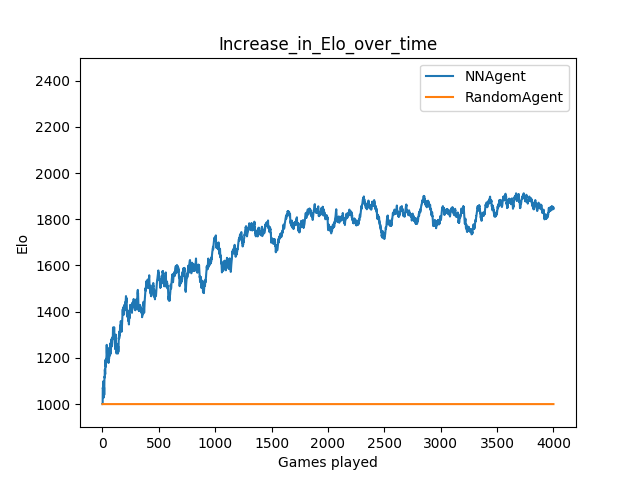 Increase_in_Elo_over_time
NNAgent
RandomAgent
2400
2200
2000
1800
1600
1400
1200
1000
Elo
0 500 1000 1500 2000 2500 3000 3500 4000
Games played